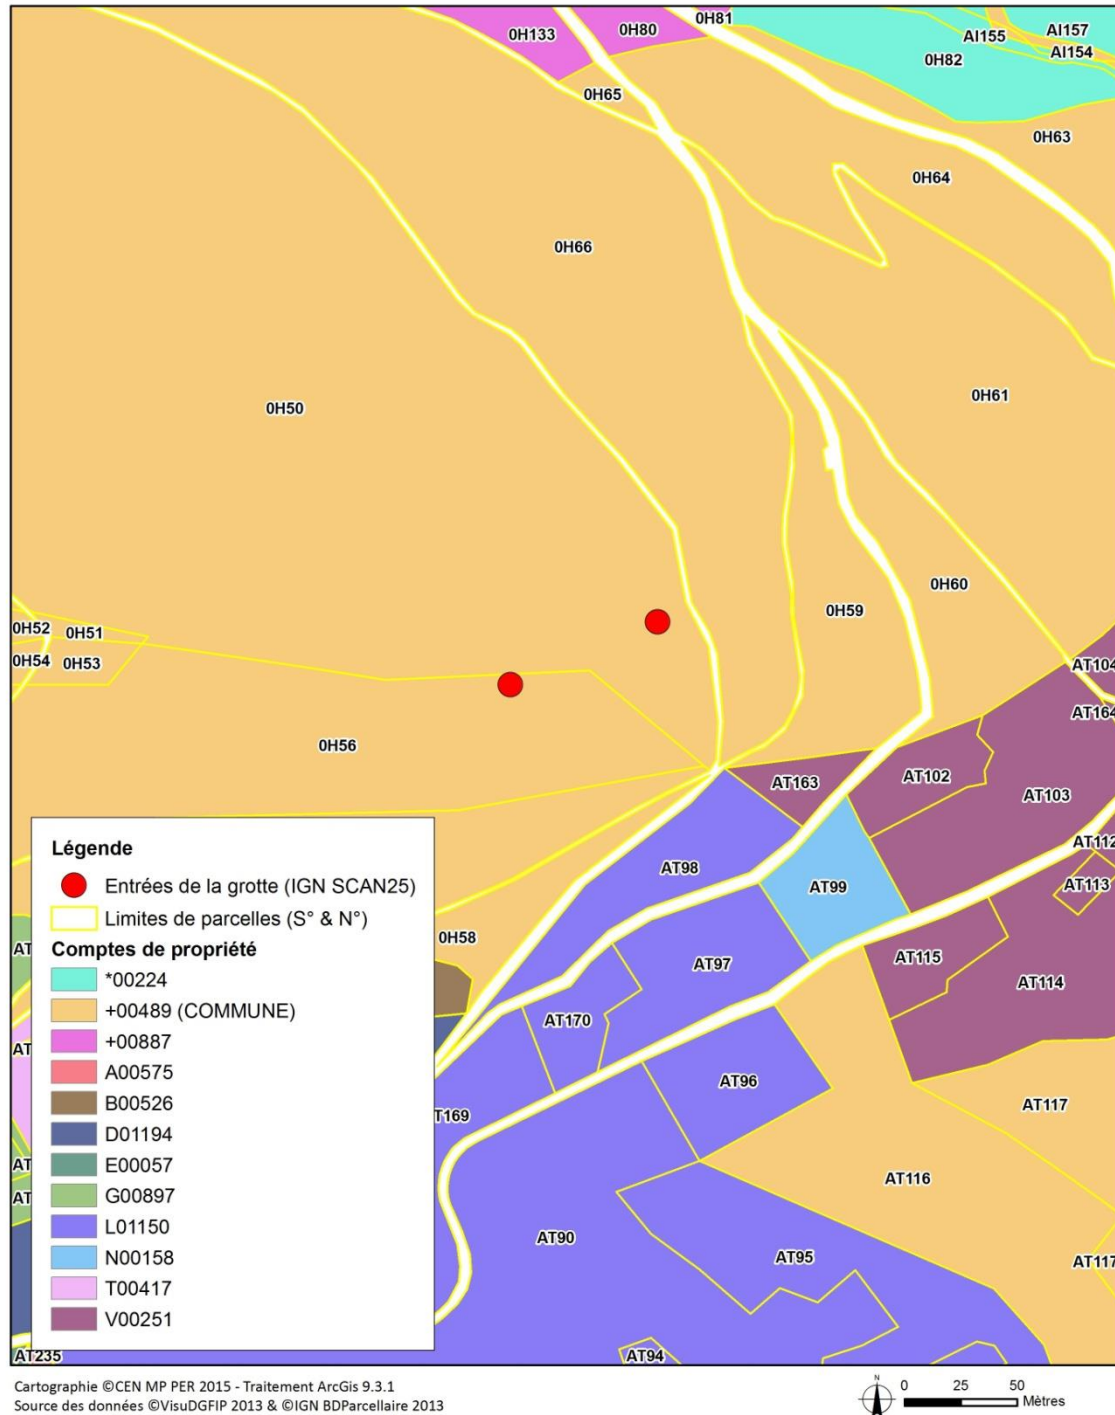 0H81
0H133
0H80
AI155
AI157
AI154
0H82
0H65
0H63
0H64
0H66
0H50
0H61
0H60
0H59
0H52
0H51
0H54
0H53
AT104
AT164
0H56
AT163
AT102
AT103
AT112
AT98
AT99
AT113
0H58
AT97
AT115
AT114
AT170
AT96
T169
AT117
AT116
AT90
AT95
AT117
AT94
AT235
AT
AT
AT
AT
Légende
Entrées de la grotte (IGN SCAN25)
Limites de parcelles (S° & N°)
Comptes de propriété
*00224
+00489 (COMMUNE)
+00887
A00575
B00526
D01194
E00057
G00897
L01150
N00158
T00417
V00251
Cartographie ©CEN MP PER 2015 - Traitement ArcGis 9.3.1
Source des données ©VisuDGFIP 2013 & ©IGN BDParcellaire 2013
N
0 25 50
Mètres